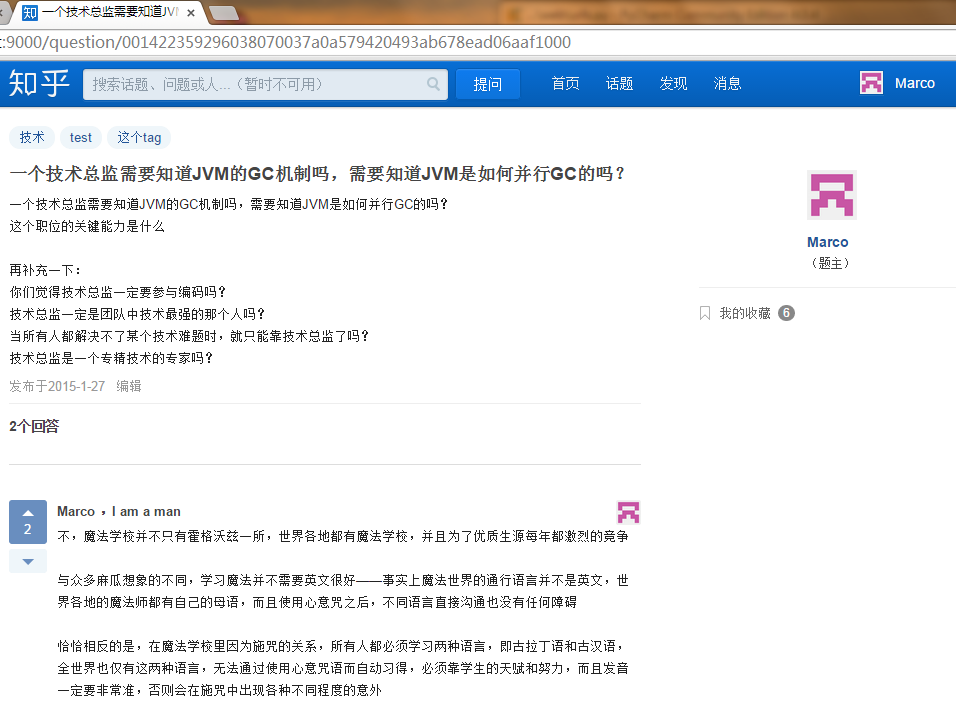 知 一个技术总监需要知道JVM
:9000/question/001422359296038070037a0a579420493ab678ead06aaf1000
知乎 搜索话题、问题或人...（暂时不可用） 提问 首页 话题 发现 消息 Marco
技术 test 这个tag
一个技术总监需要知道JVM的GC机制吗，需要知道JVM是如何并行GC的吗？
一个技术总监需要知道JVM的GC机制吗，需要知道JVM是如何并行GC的吗？
这个职位的关键能力是什么
再补充一下：
你们觉得技术总监一定要参与编码吗？
技术总监一定是团队中技术最强的那个人吗？
当所有人都解决不了某个技术难题时，就只能靠技术总监了吗？
技术总监是一个专精技术的专家吗？
发布于2015-1-27 编辑
2个回答
2
Marco ，I am a man
不，魔法学校并不只有霍格沃兹一所，世界各地都有魔法学校，并且为了优质生源每年都激烈的竞争
与众多麻瓜想象的不同，学习魔法并不需要英文很好——事实上魔法世界的通行语言并不是英文，世
界各地的魔法师都有自己的母语，而且使用心意咒之后，不同语言直接沟通也没有任何障碍
恰恰相反的是，在魔法学校里因为施咒的关系，所有人都必须学习两种语言，即古拉丁语和古汉语，
全世界也仅有这两种语言，无法通过使用心意咒语而自动习得，必须靠学生的天赋和努力，而且发音
一定要非常准，否则会在施咒中出现各种不同程度的意外
Marco
（题主）
我的收藏 6